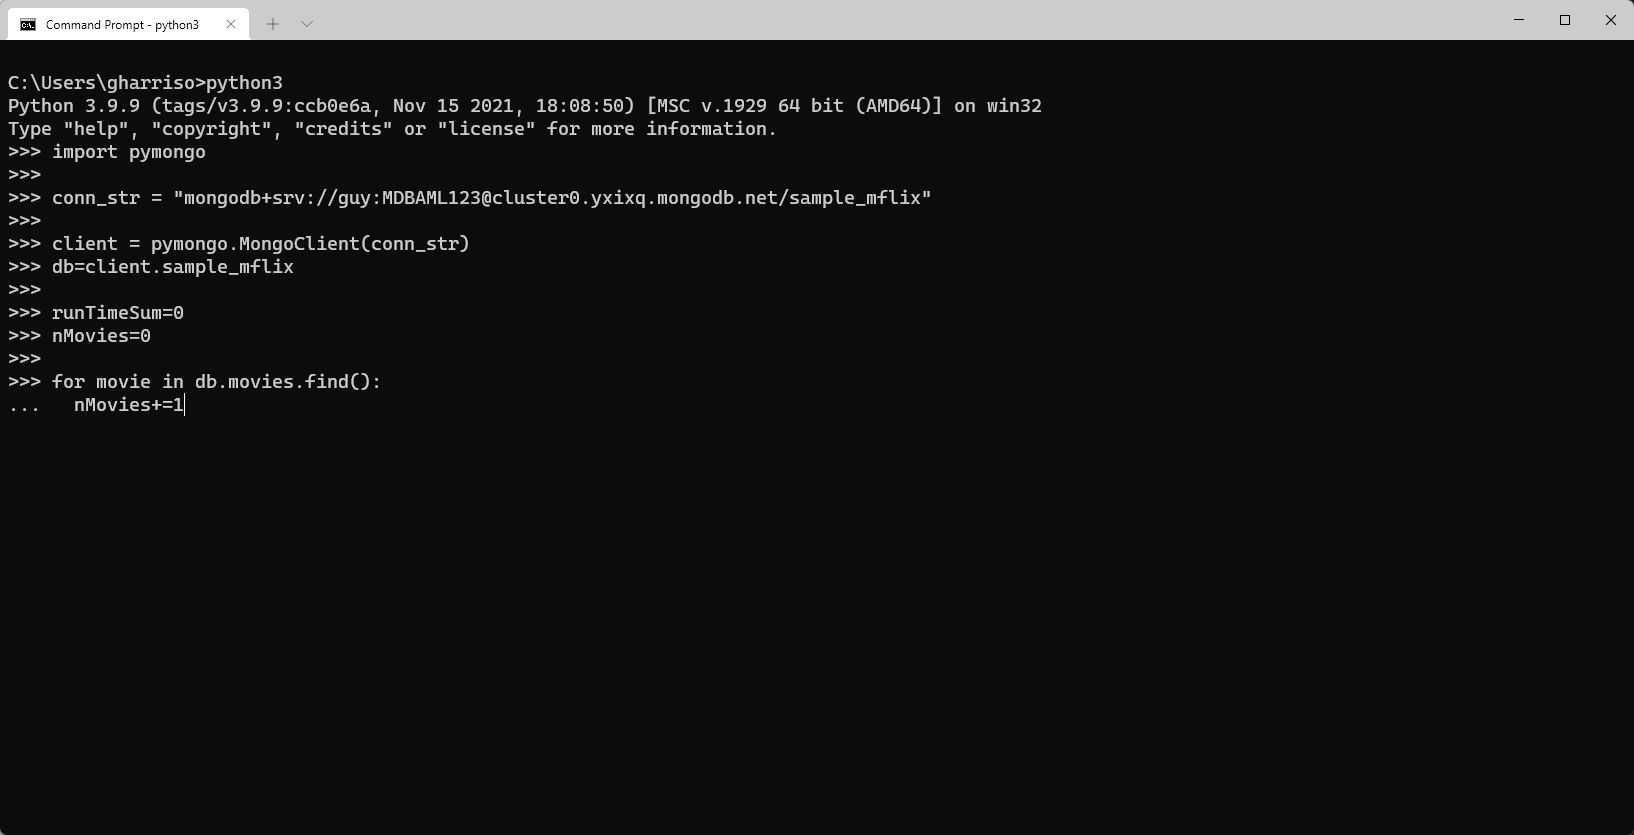 Command Prompt - python3
C:\Users\gharriso>python3
Python 3.9.9 (tags/v3.9.9:ccb0e6a, Nov 15 2021, 18:08:50) [MSC v.1929 64 bit (AMD64)] on win32
Type "help", "copyright", "credits" or "license" for more information.
>>> import pymongo
>>>
>>> conn_str = "mongodb+srv://guy:MDBAML123@cluster0.yxixq.mongodb.net/sample_mflix"
>>>
>>> client = pymongo.MongoClient(conn_str)
>>> db=client.sample_mflix
>>>
>>> runTimeSum=0
>>> nMovies=0
>>>
>>> for movie in db.movies.find():
...   nMovies+=1